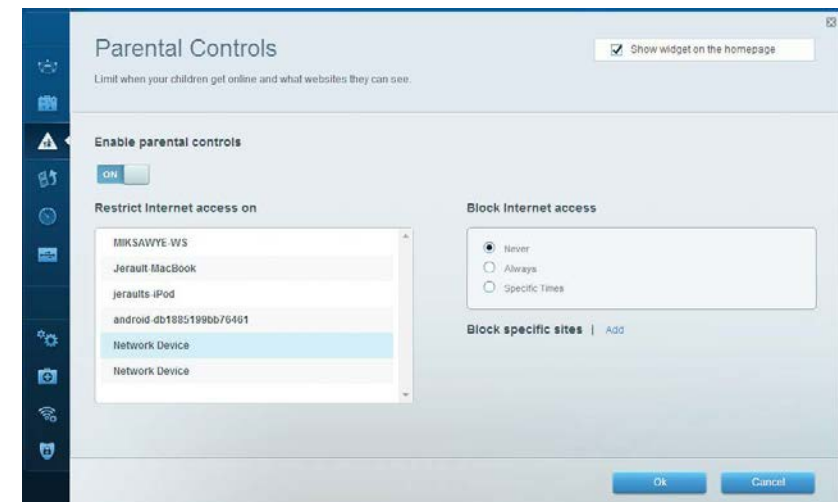 Parental Controls
Show widget on the homepage
Limit when your children get online and what websites they can see.
Enable parental controls
ON
Restrict Internet access on
MIKSAWYE-WS
Jerault-MacBook
jeraults-iPod
android-db1885199bb76461
Network Device
Network Device
Block Internet access
Never
Always
Specific Times
Block specific sites | Add
Ok
Cancel